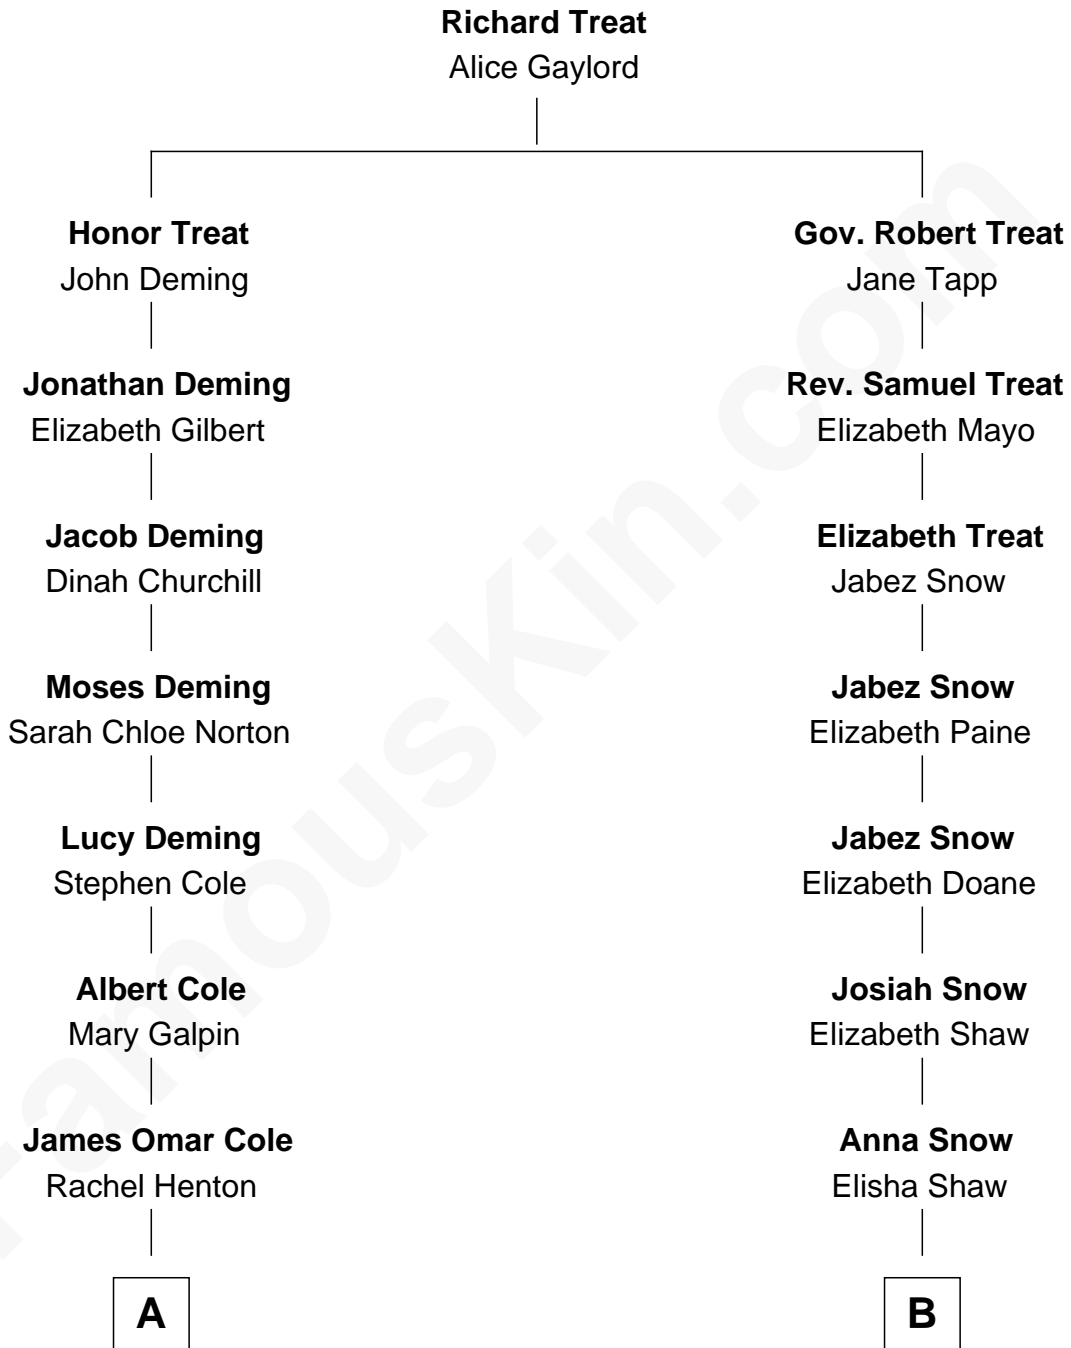 Richard Treat
Alice Gaylord
Honor Treat
John Deming
Gov. Robert Treat
Jane Tapp
Jonathan Deming
Elizabeth Gilbert
Rev. Samuel Treat
Elizabeth Mayo
Jacob Deming
Dinah Churchill
Elizabeth Treat
Jabez Snow
Moses Deming
Sarah Chloe Norton
Jabez Snow
Elizabeth Paine
Lucy Deming
Stephen Cole
Jabez Snow
Elizabeth Doane
Albert Cole
Mary Galpin
Josiah Snow
Elizabeth Shaw
James Omar Cole
Rachel Henton
Anna Snow
Elisha Shaw
A
B
FamousKin.com